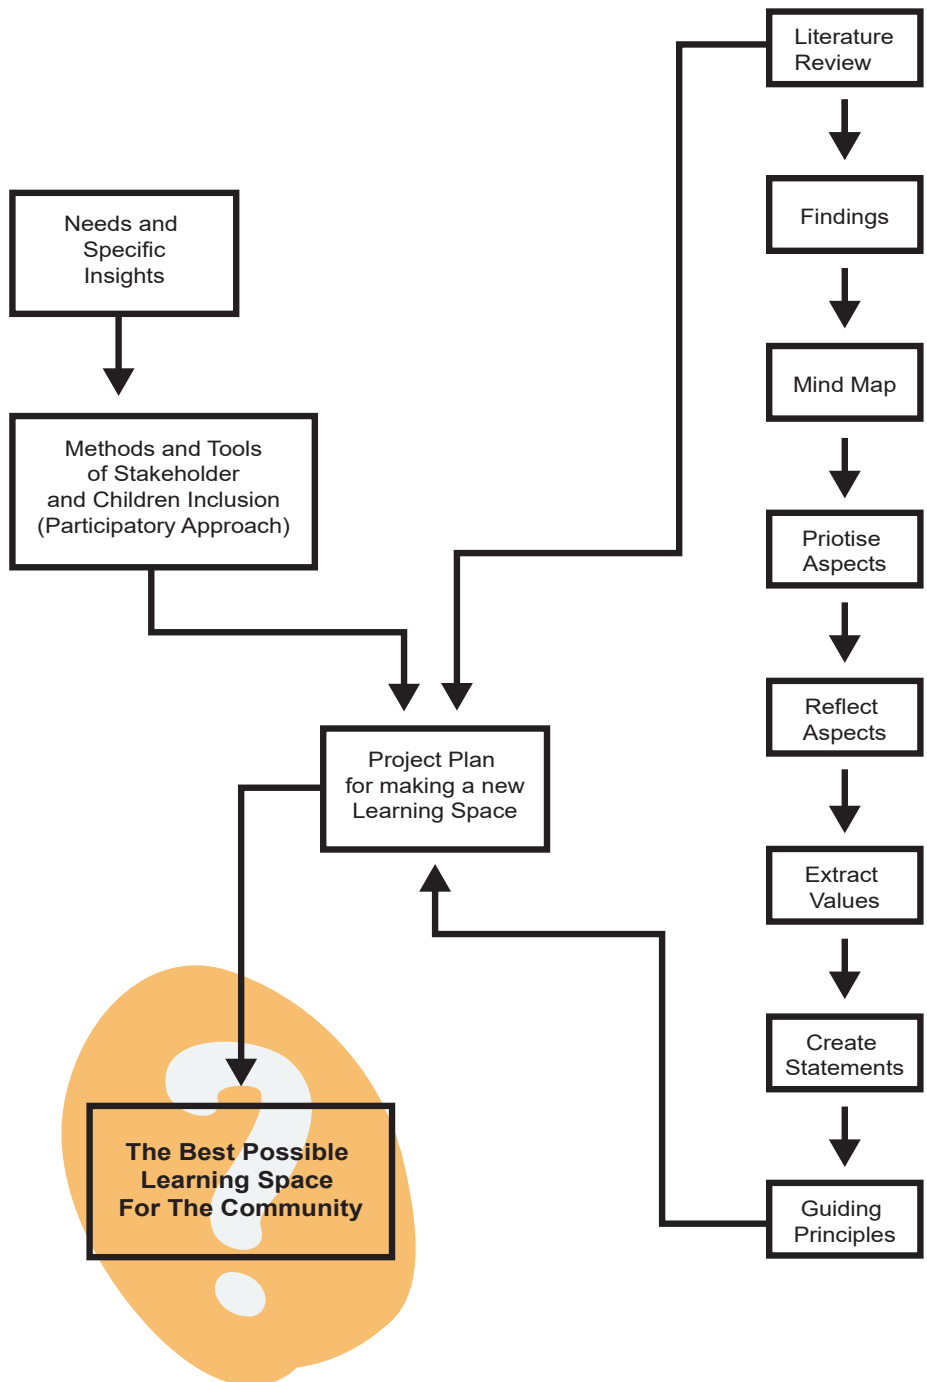 Literature
Review
Findings
Mind Map
Priotise
Aspects
Reflect
Aspects
Extract
Values
Create
Statements
Guiding
Principles
Needs and
Specific
Insights
Methods and Tools
of Stakeholder
and Children Inclusion
(Participatory Approach)
Project Plan
for making a new
Learning Space
?
The Best Possible
Learning Space
For The Community